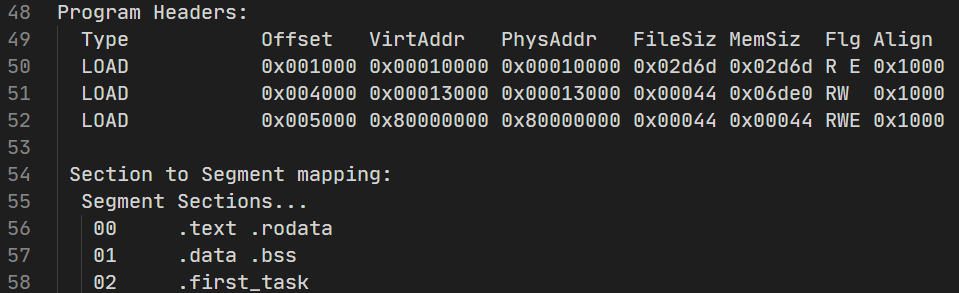 48 Program Headers:
49   Type           Offset   VirtAddr   PhysAddr   FileSiz MemSiz  Flg Align
50   LOAD           0x001000 0x00010000 0x00010000 0x02d6d 0x02d6d R E 0x1000
51   LOAD           0x004000 0x00013000 0x00013000 0x00044 0x06de0 RW  0x1000
52   LOAD           0x005000 0x80000000 0x80000000 0x00044 0x00044 RWE 0x1000
53
54  Section to Segment mapping:
55   Segment Sections...
56    00     .text .rodata
57    01     .data .bss
58    02     .first_task